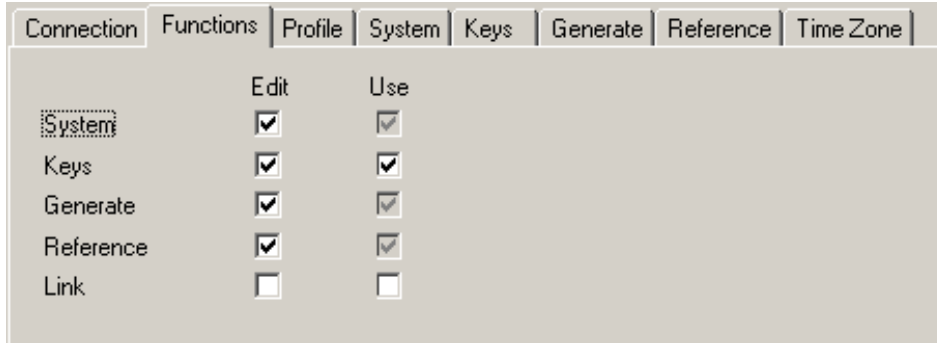 Connection Functions Profile System Keys Generate Reference Time Zone
Edit Use
System
Keys
Generate
Reference
Link